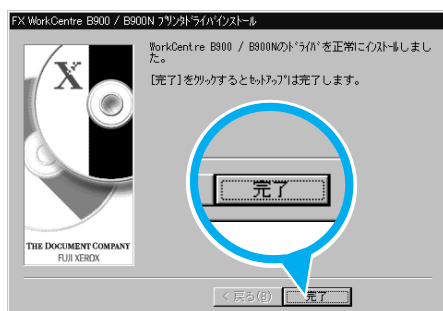 FX WorkCentre B900 / B900N プリンタドライバインストール
WorkCentre B900 / B900Nのドライバを正常にインストールしまし
た。
[完了]をクリックするとセットアップは完了します。
X
完了
THE DOCUMENT COMPANY
FUJI XEROX
< 戻る(B)
完了